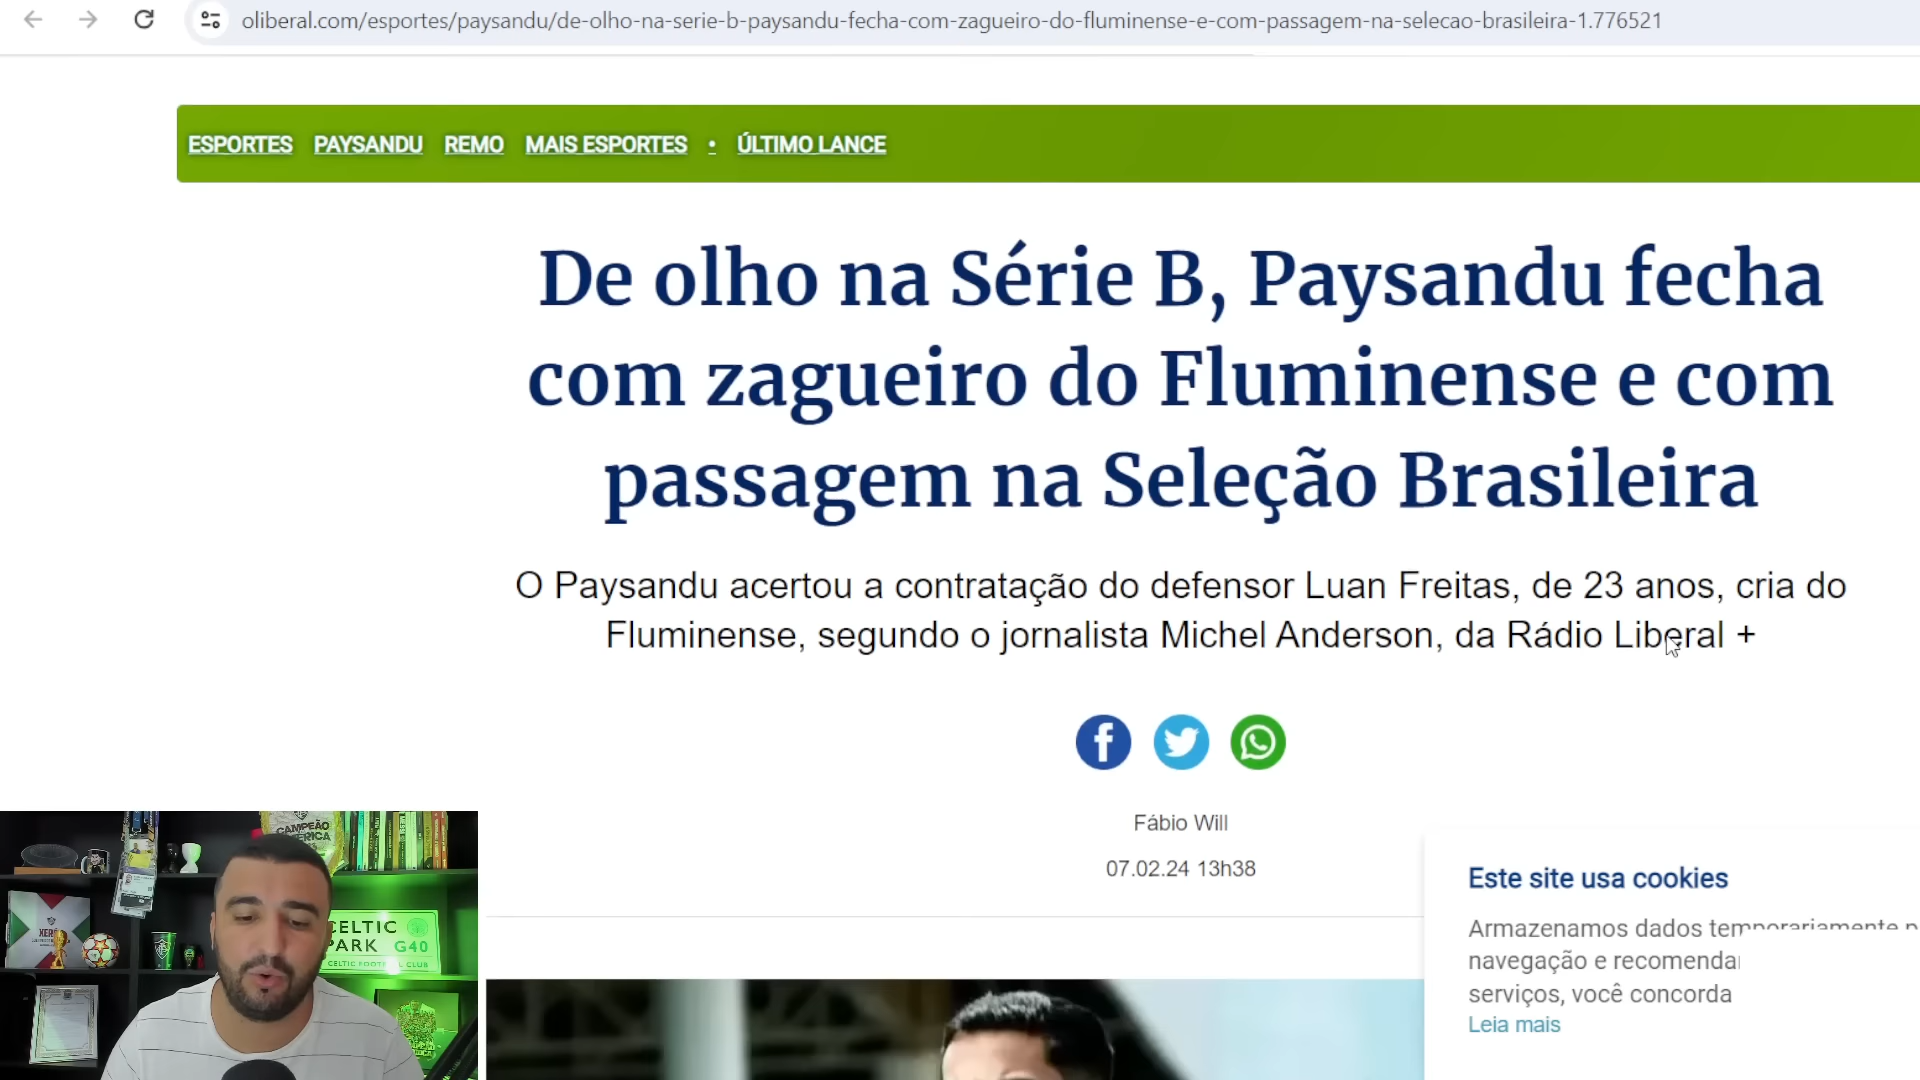 oliberal.com/esportes/paysandu/de-olho-na-serie-b-paysandu-fecha-com-zagueiro-do-fluminense-e-com-passagem-na-selecao-brasileira-1.776521
ESPORTES PAYSANDU REMO MAIS ESPORTES • ÚLTIMO LANCE
De olho na Série B, Paysandu fecha
com zagueiro do Fluminense e com
passagem na Seleção Brasileira
O Paysandu acertou a contratação do defensor Luan Freitas, de 23 anos, cria do
Fluminense, segundo o jornalista Michel Anderson, da Rádio Liberal +
Fábio Will
07.02.24 13h38
Este site usa cookies
Armazenamos dados temporariamente p
navegação e
serviços, você concorda
Leia mais
CAMPEÃO
CELTIC
PARK G40
CELTIC CLUB